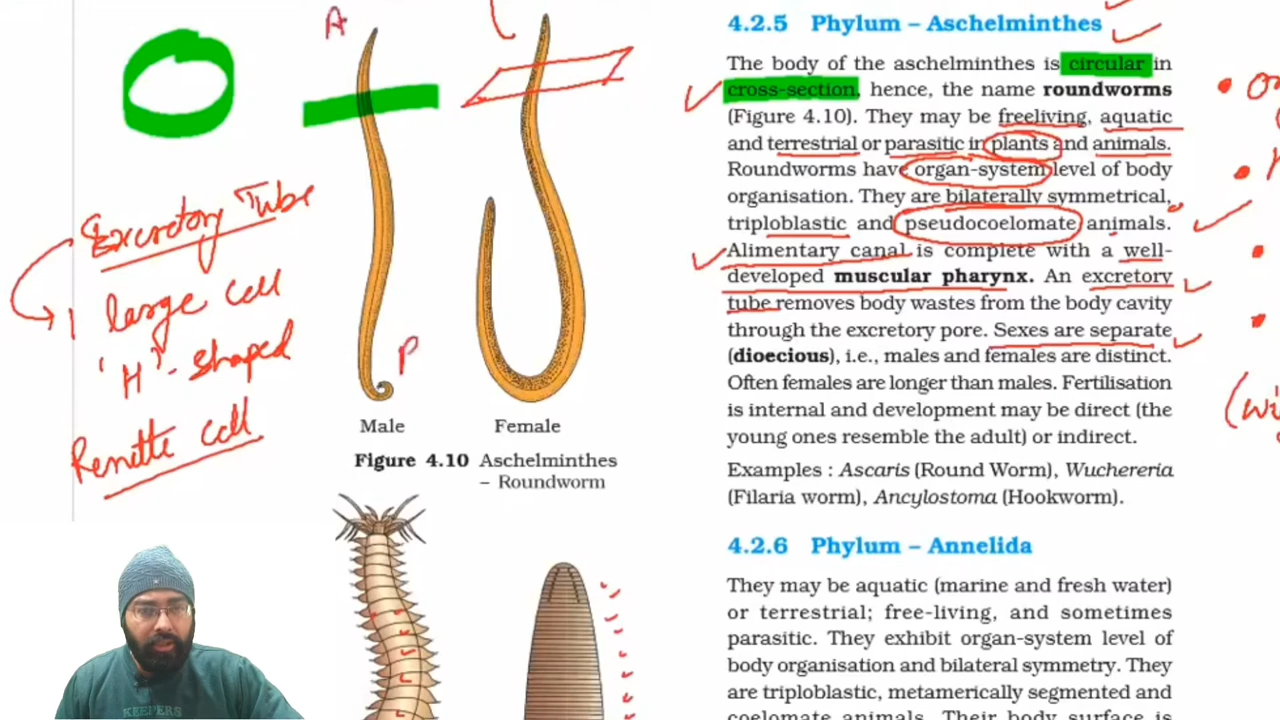 A
P
Excretory Tube
1 large cell
'H'-shaped
Renette cell
Male
Female
Figure 4.10 Aschelminthes
– Roundworm
KEEPERS
4.2.5 Phylum – Aschelminthes
The body of the aschelminthes is circular in
cross-section, hence, the name roundworms
(Figure 4.10). They may be freeliving, aquatic
and terrestrial or parasitic in plants and animals.
Roundworms have organ-system level of body
organisation. They are bilaterally symmetrical,
triploblastic and pseudocoelomate animals.
Alimentary canal is complete with a well-
developed muscular pharynx. An excretory
tube removes body wastes from the body cavity
through the excretory pore. Sexes are separate
(dioecious), i.e., males and females are distinct.
Often females are longer than males. Fertilisation
is internal and development may be direct (the
young ones resemble the adult) or indirect.
Examples : Ascaris (Round Worm), Wuchereria
(Filaria worm), Ancylostoma (Hookworm).
4.2.6 Phylum – Annelida
They may be aquatic (marine and fresh water)
or terrestrial; free-living, and sometimes
parasitic. They exhibit organ-system level of
body organisation and bilateral symmetry. They
are triploblastic, metamerically segmented and
coelomate animals. Their body surface is